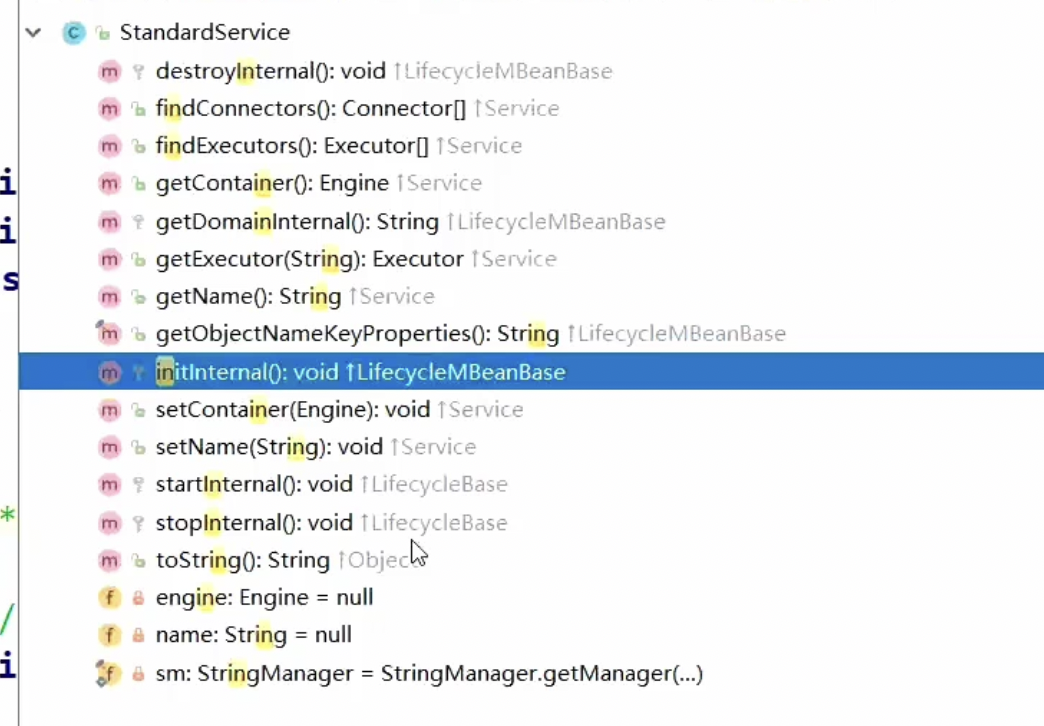 StandardService
destroyInternal(): void ↑LifecycleMBeanBase
findConnectors(): Connector[] ↑Service
findExecutors(): Executor[] ↑Service
getContainer(): Engine ↑Service
getDomainInternal(): String ↑LifecycleMBeanBase
getExecutor(String): Executor ↑Service
getName(): String ↑Service
getObjectNameKeyProperties(): String ↑LifecycleMBeanBase
initInternal(): void ↑LifecycleMBeanBase
setContainer(Engine): void ↑Service
setName(String): void ↑Service
startInternal(): void ↑LifecycleBase
stopInternal(): void ↑LifecycleBase
toString(): String ↑Object
engine: Engine = null
name: String = null
sm: StringManager = StringManager.getManager(...)